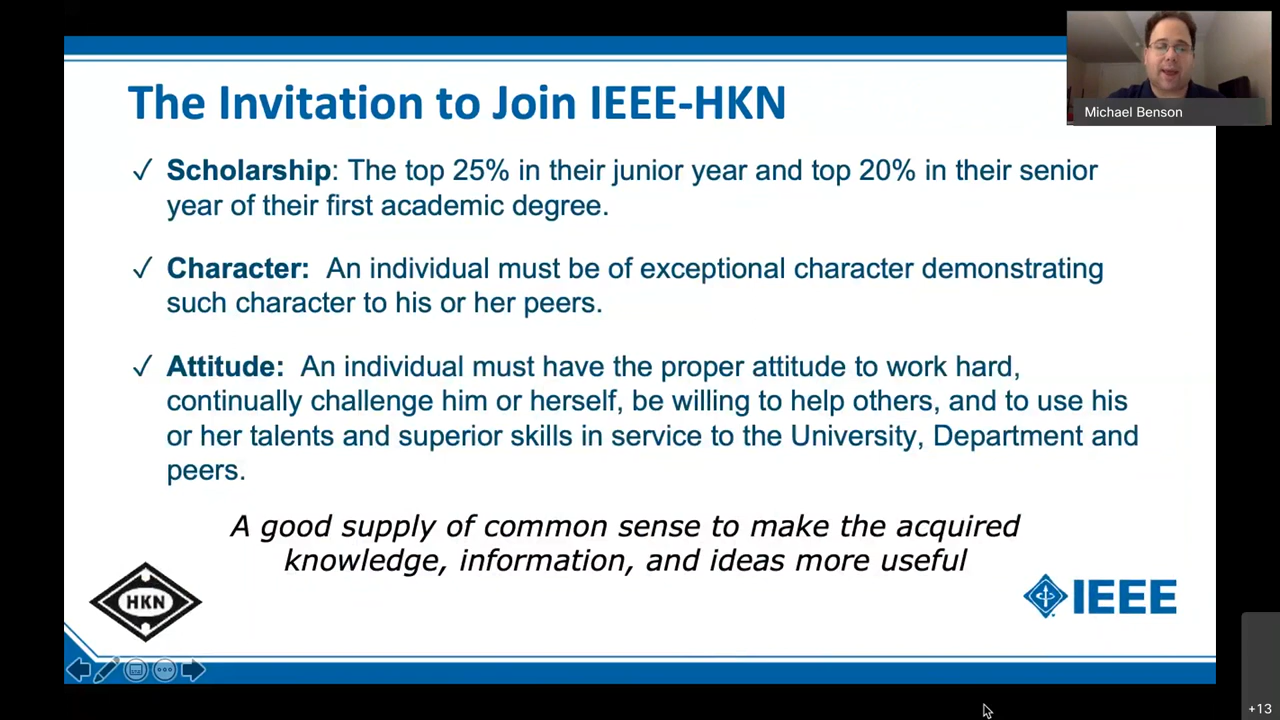 The Invitation to Join IEEE-HKN
Michael Benson
✓ Scholarship: The top 25% in their junior year and top 20% in their senior
year of their first academic degree.
✓ Character: An individual must be of exceptional character demonstrating
such character to his or her peers.
✓ Attitude: An individual must have the proper attitude to work hard,
continually challenge him or herself, be willing to help others, and to use his
or her talents and superior skills in service to the University, Department and
peers.
A good supply of common sense to make the acquired
knowledge, information, and ideas more useful
HKN
IEEE
+13